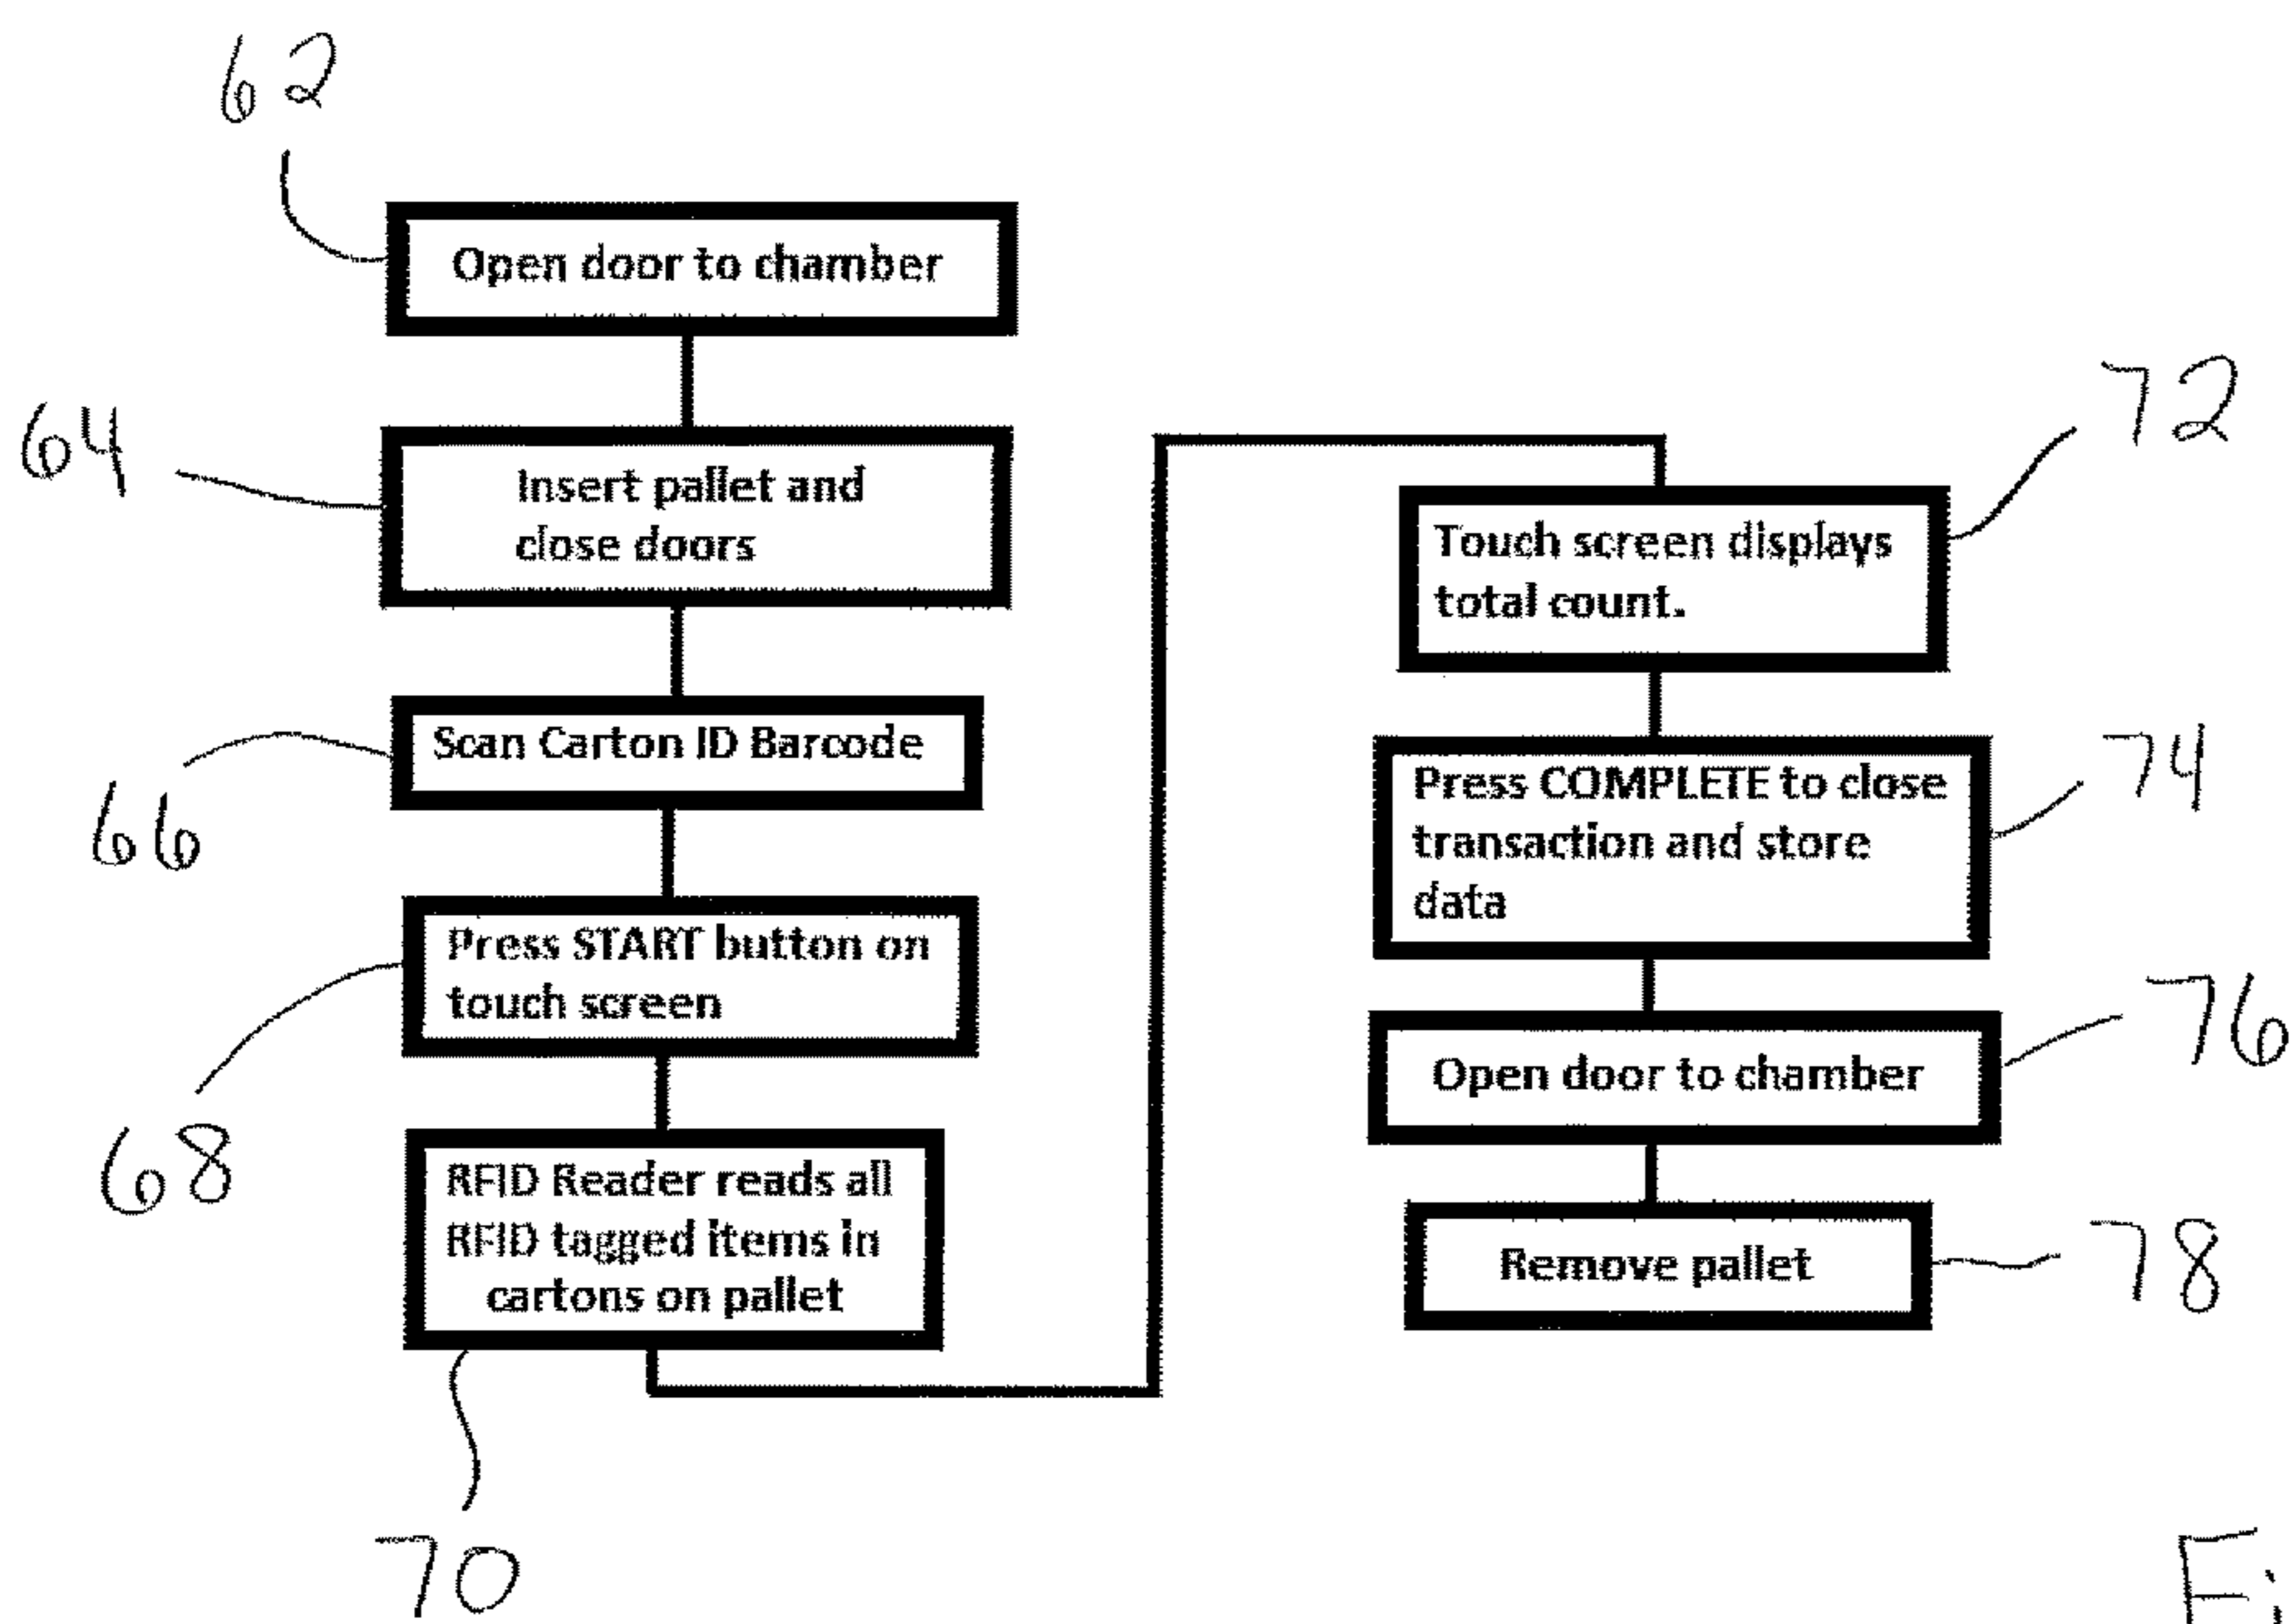 62
Open door to chamber
64
Insert pallet and
close doors
66
Scan Carton ID Barcode
68
Press START button on
touch screen
RFID Reader reads all
RFID tagged items in
cartons on pallet
70
72
Touch screen displays
total count.
74
Press COMPLETE to close
transaction and store
data
76
Open door to chamber
78
Remove pallet